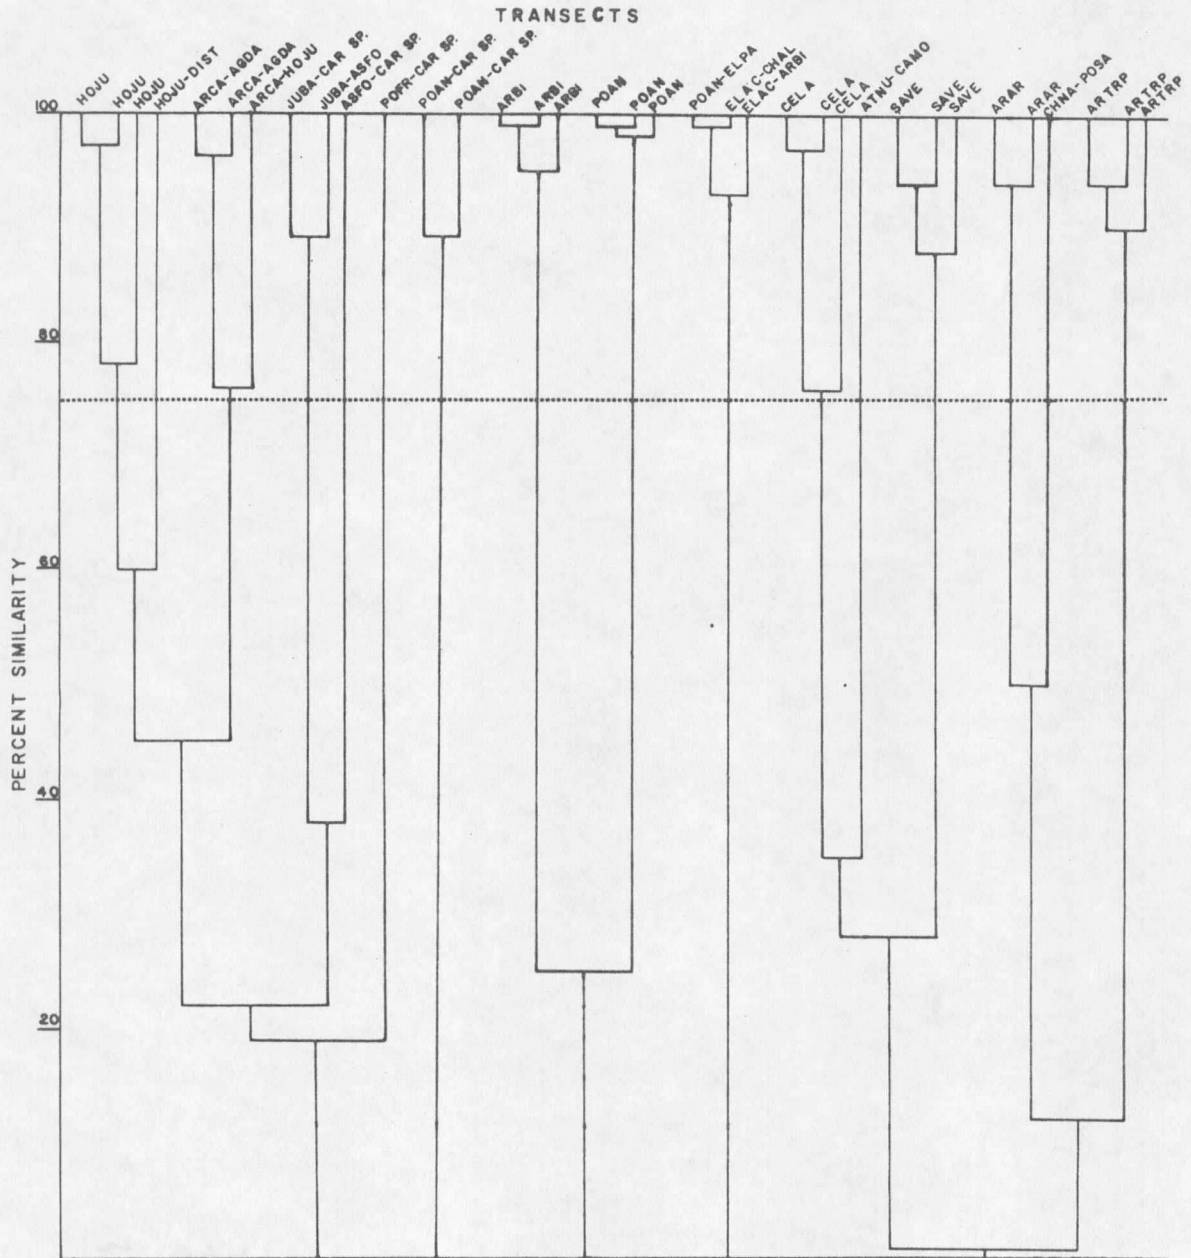 TRANSECTS
HOJU
HOJU
HOJU
HOJU-DIST
ARCA-AGDA
ARCA-AGDA
ARCA-HOJU
JUBA-CAR SP.
JUBA-ASFO
ASFO-CAR SP.
POPR-CAR SP.
POAN-CAR SP.
POAN-CAR SP.
ARBI
ARBI
ARBI
POAN
POAN
POAN
POAN-ELPA
ELAC-CHAL
ELAC-ARBI
CELA
CELA
CELA
ATNU-CAMO
SAVE
SAVE
SAVE
ARAR
ARAR
CHNA-POSA
ARTRP
ARTRP
ARTRP
100
80
60
40
20
PERCENT SIMILARITY